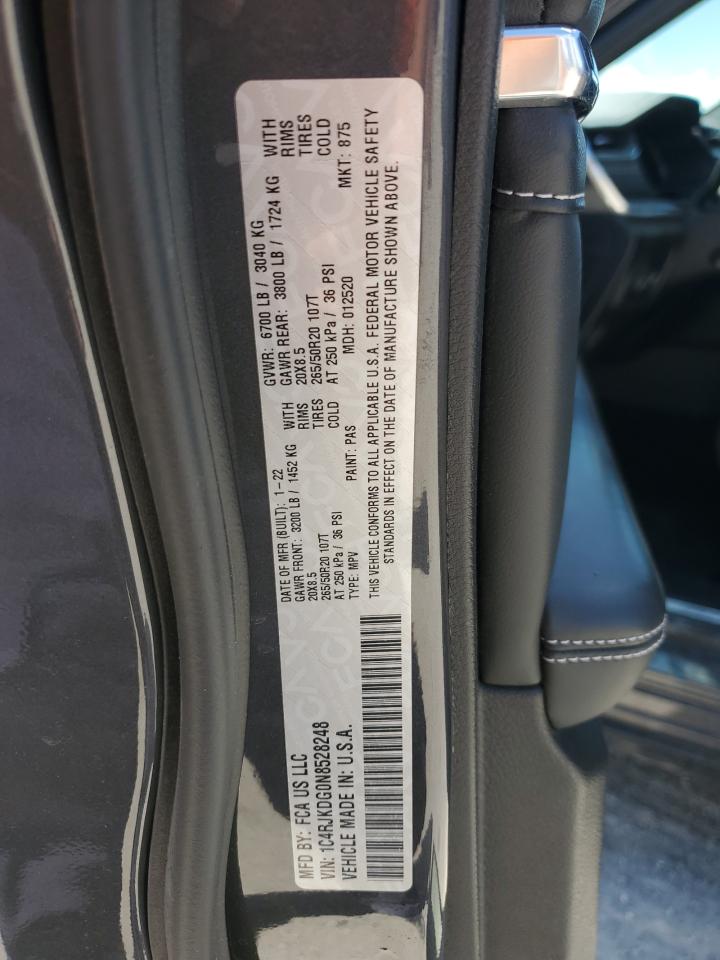 MFD BY: FCA US LLC
DATE OF MFR (BUILT): 1-22
GVWR: 6700 LB / 3040 KG
VIN: 1C4RJKDG0N8528248
GAWR FRONT: 3200 LB / 1452 KG WITH
GAWR REAR: 3800 LB / 1724 KG WITH
VEHICLE MADE IN: U.S.A.
20X8.5 RIMS
20X8.5 RIMS
265/50R20 107T TIRES
265/50R20 107T TIRES
AT 250 kPa / 36 PSI COLD
AT 250 kPa / 36 PSI COLD
TYPE: MPV PAINT: PAS MDH: 012520 MKT: 875
THIS VEHICLE CONFORMS TO ALL APPLICABLE U.S.A. FEDERAL MOTOR VEHICLE SAFETY
STANDARDS IN EFFECT ON THE DATE OF MANUFACTURE SHOWN ABOVE.